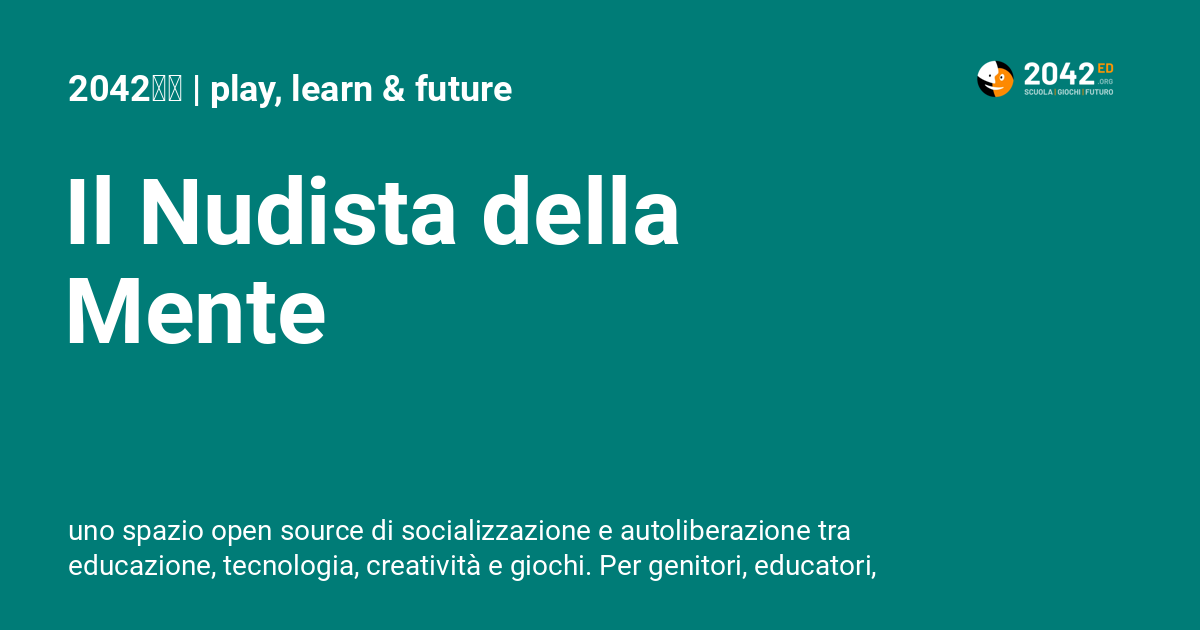 2042 | play, learn & future
2042 ED
.ORG
SCUOLA | GIOCHI | FUTURO
Il Nudista della
Mente
uno spazio open source di socializzazione e autoliberazione tra
educazione, tecnologia, creatività e giochi. Per genitori, educatori,